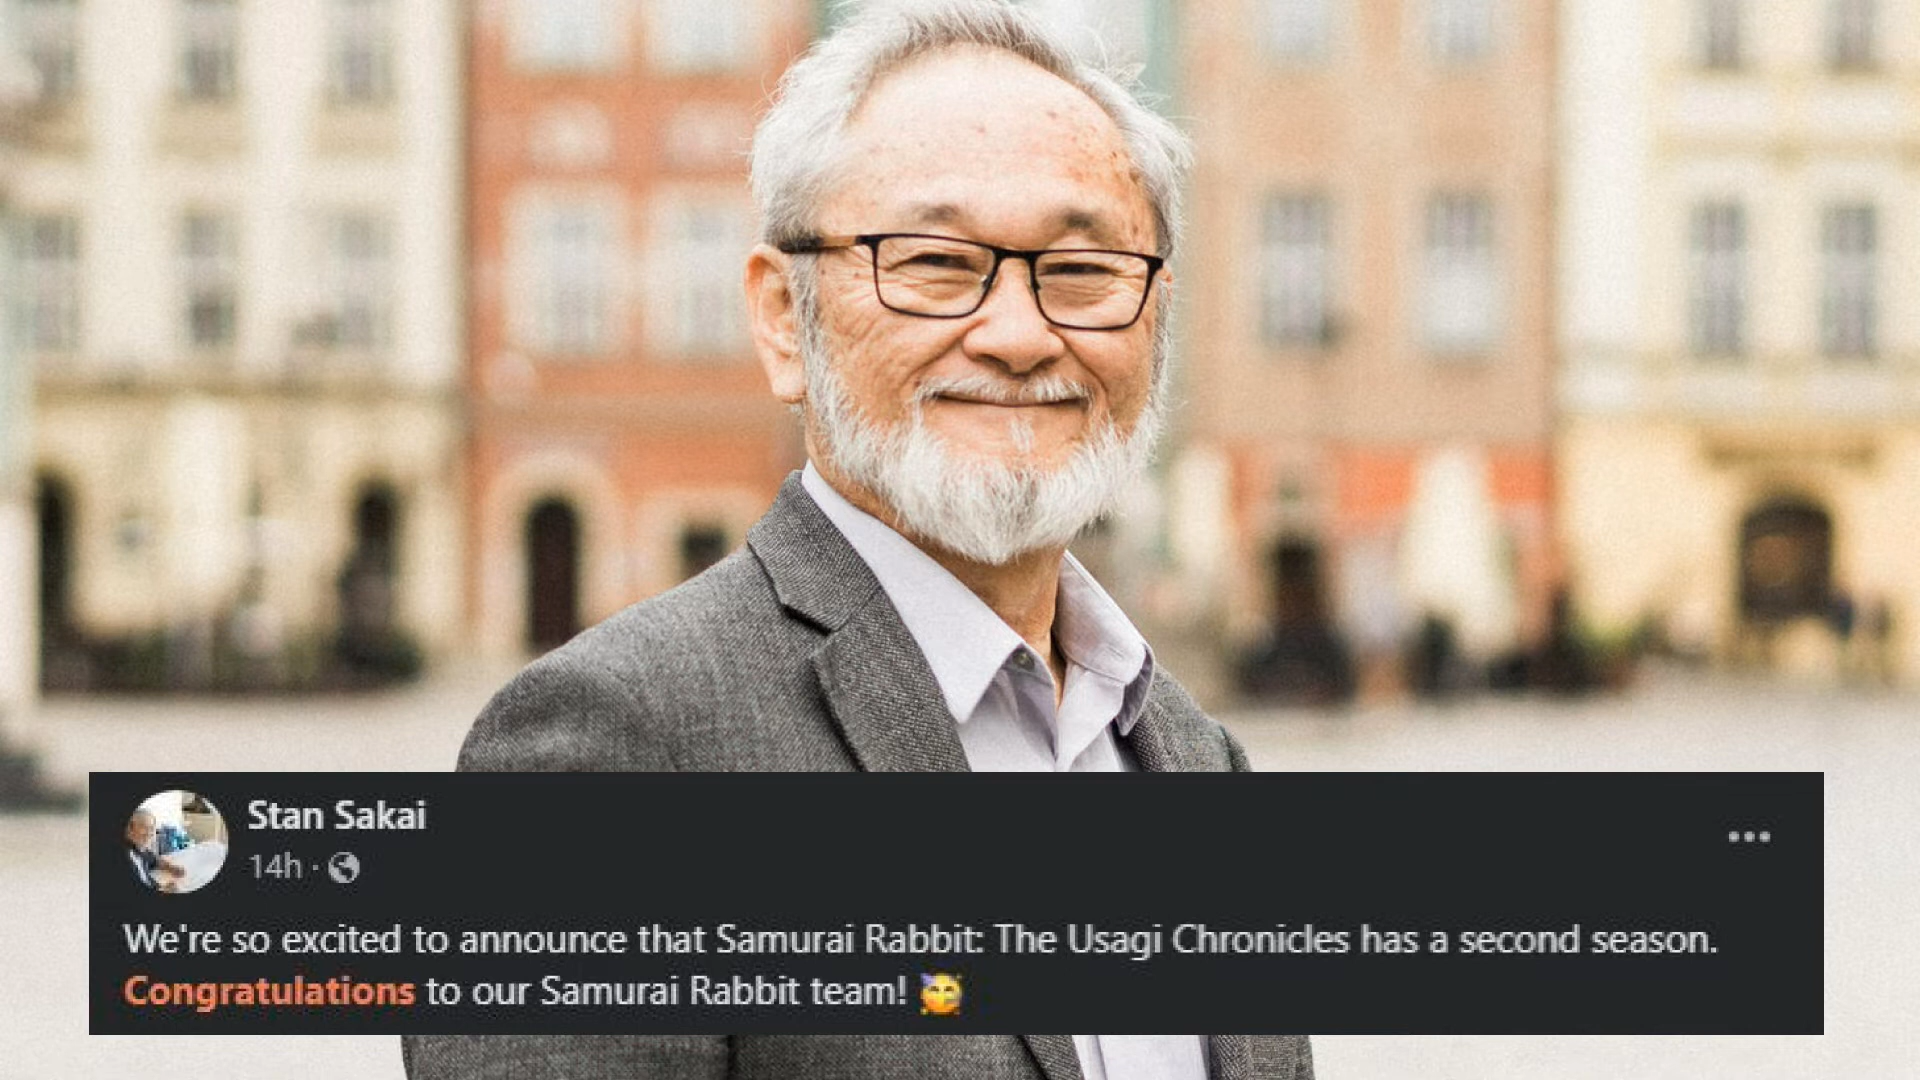 Stan Sakai
14h ·
We're so excited to announce that Samurai Rabbit: The Usagi Chronicles has a second season.
Congratulations to our Samurai Rabbit team! 🥳